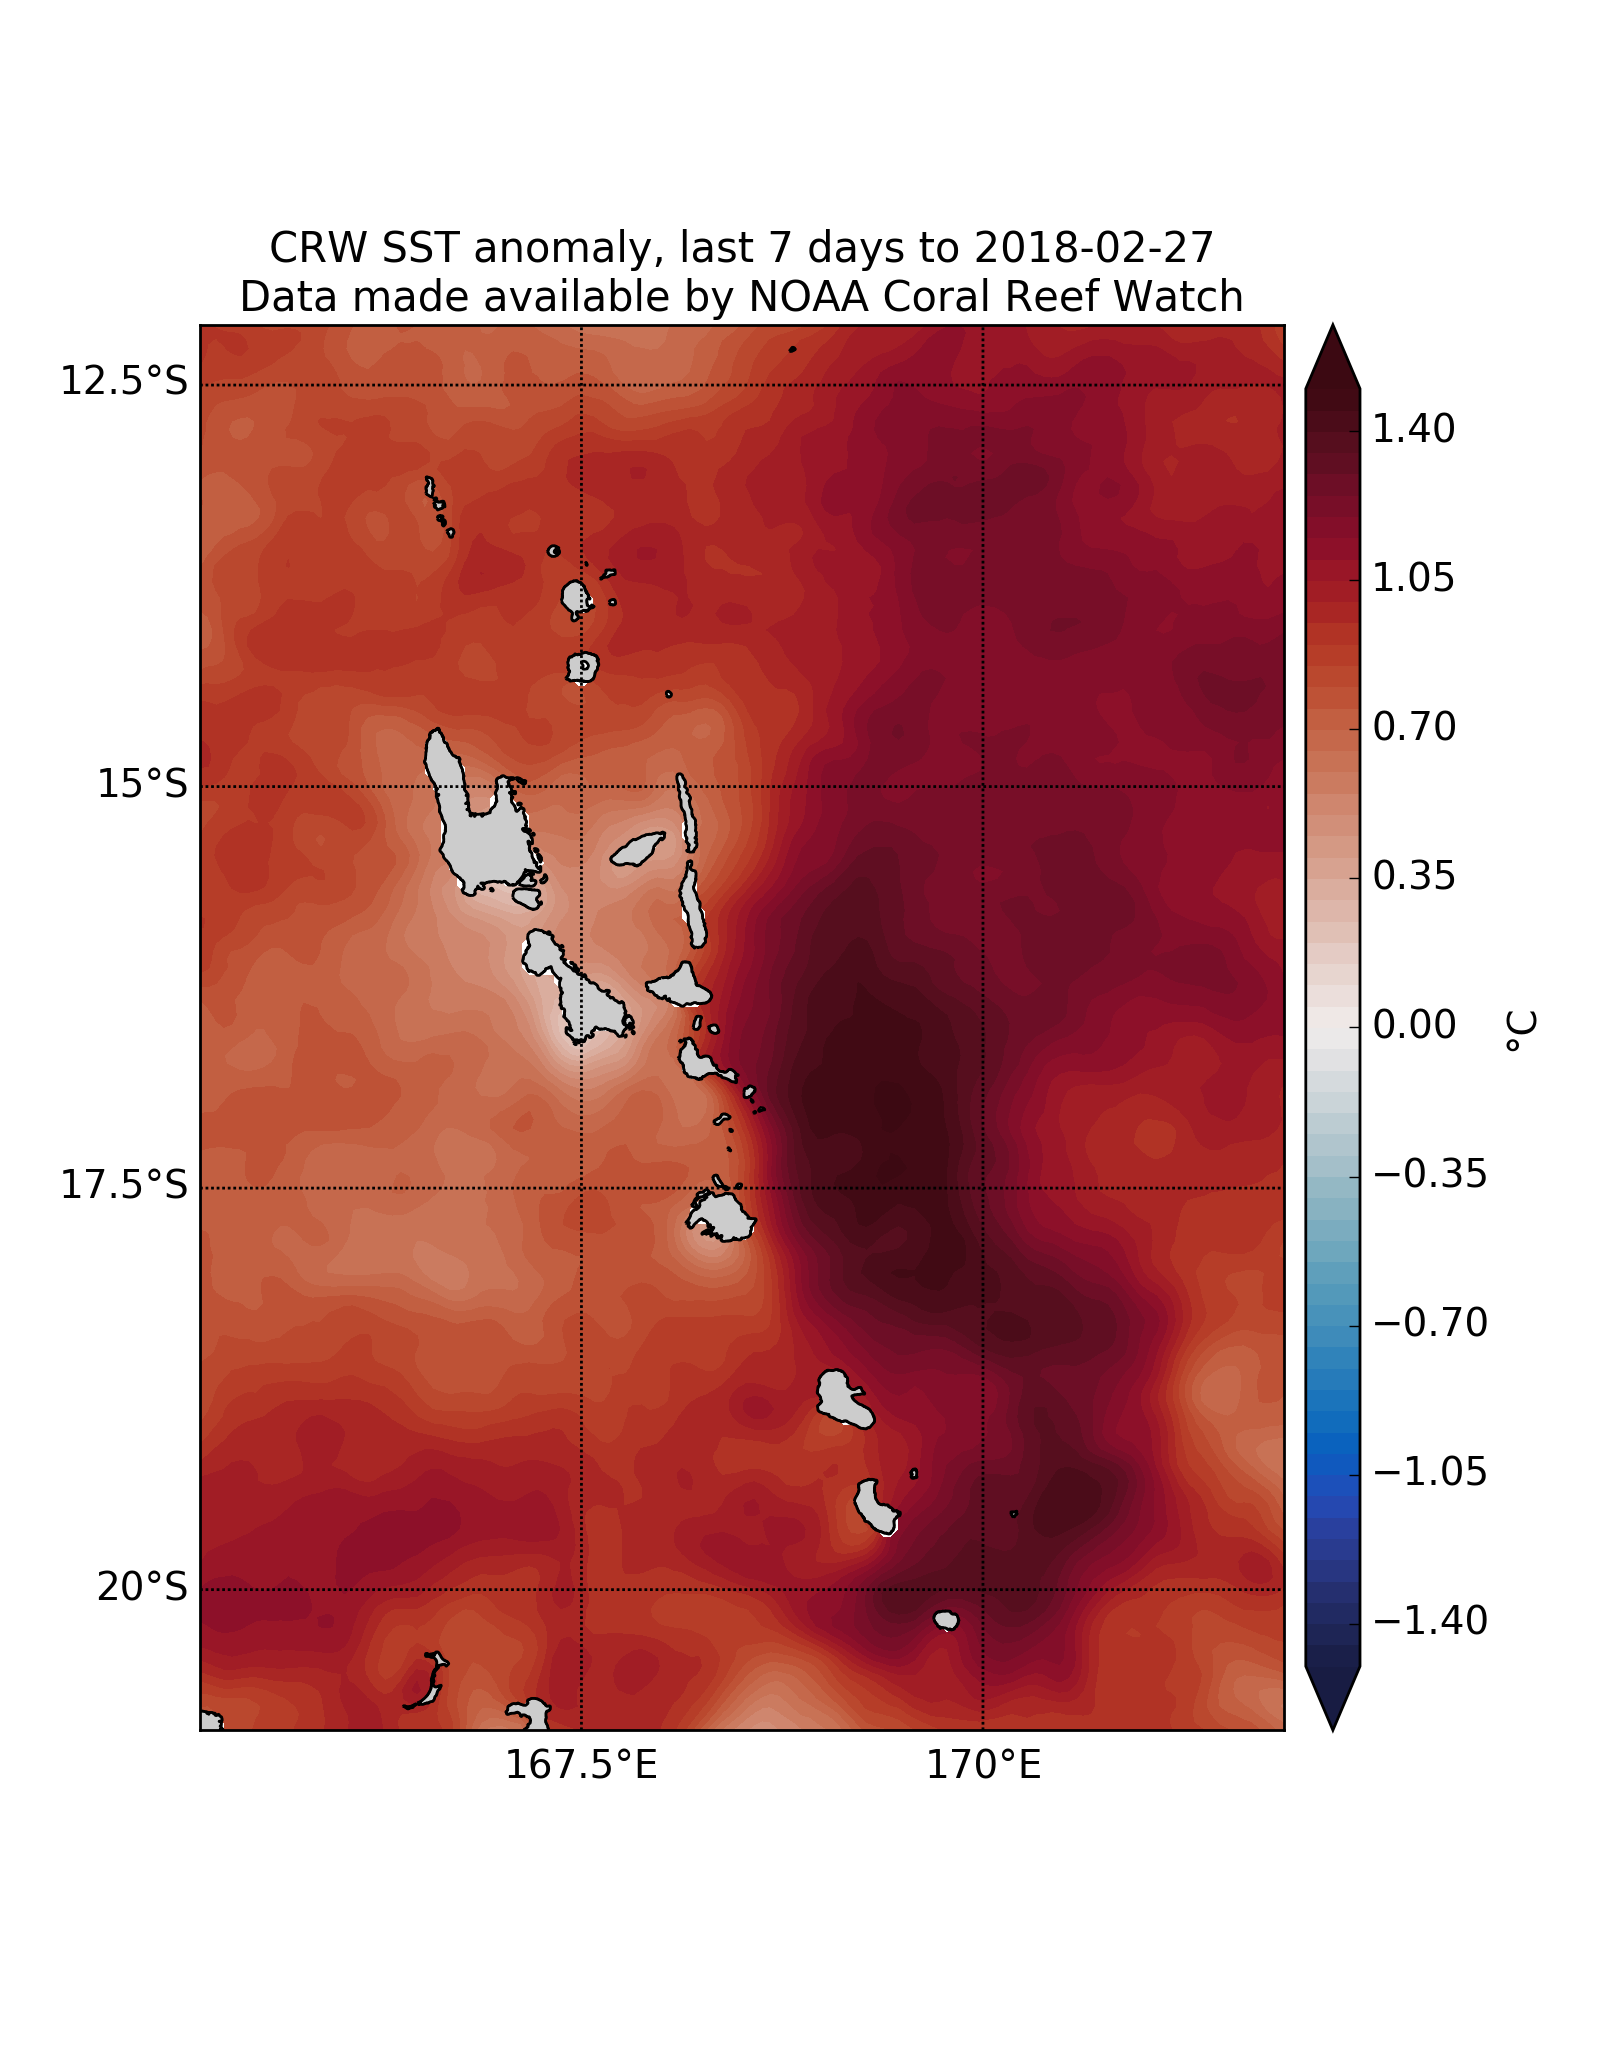 CRW SST anomaly, last 7 days to 2018-02-27
Data made available by NOAA Coral Reef Watch
12.5°S
15°S
17.5°S
20°S
167.5°E
170°E
1.40
1.05
0.70
0.35
0.00
−0.35
−0.70
−1.05
−1.40
°C